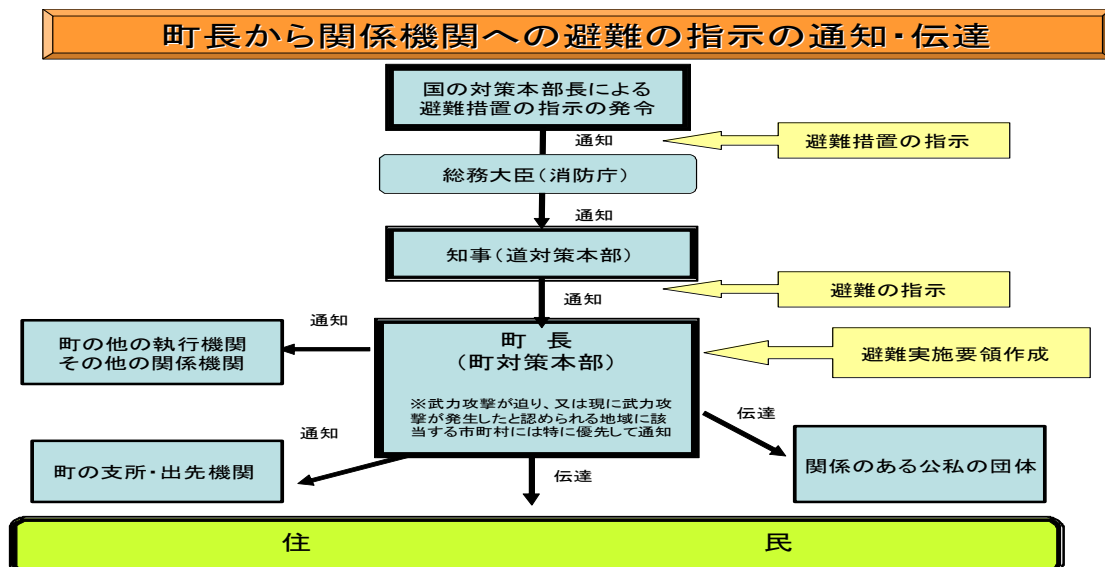 町長から関係機関への避難の指示の通知・伝達
国の対策本部長による
避難措置の指示の発令
通知
避難措置の指示
総務大臣(消防庁)
通知
知事(道対策本部)
通知
避難の指示
通知
町の他の執行機関
その他の関係機関
町 長
(町対策本部)
※武力攻撃が迫り、又は現に武力攻
撃が発生したと認められる地域に該
当する市町村には特に優先して通知
避難実施要領作成
伝達
通知
町の支所・出先機関
伝達
関係のある公私の団体
住 民